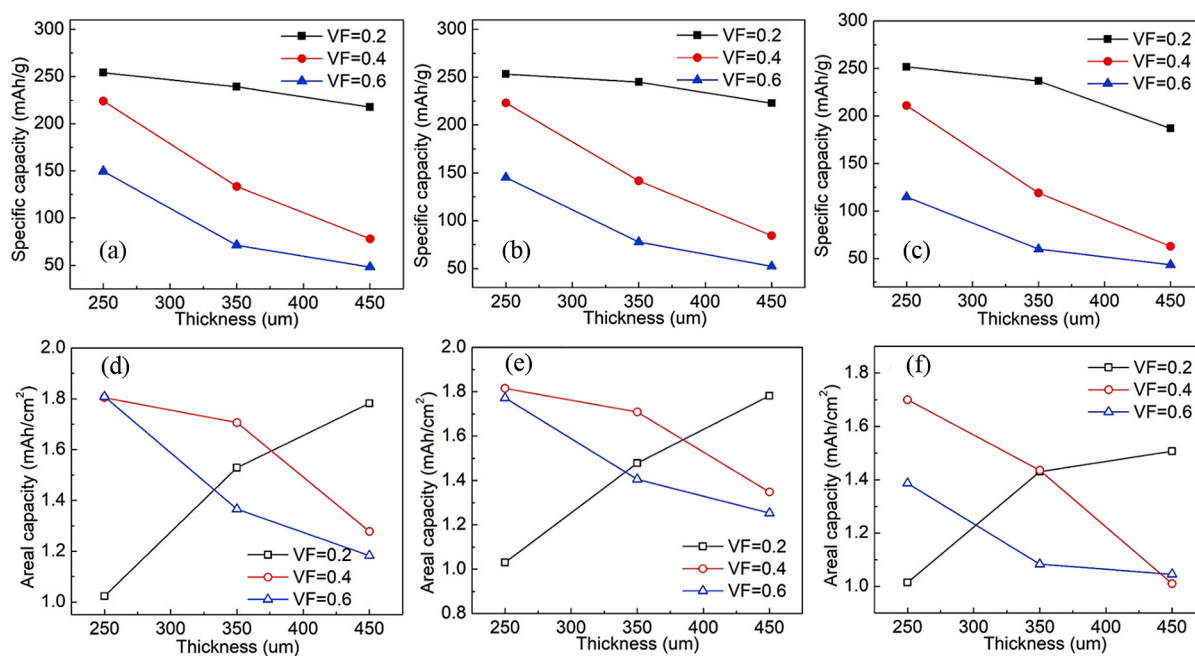 300
250
200
150
100
50
Specific capacity (mAh/g)
VF=0.2
VF=0.4
VF=0.6
(a)
250 300 350 400 450
Thickness (um)
300
250
200
150
100
50
Specific capacity (mAh/g)
VF=0.2
VF=0.4
VF=0.6
(b)
250 300 350 400 450
Thickness (um)
300
250
200
150
100
50
Specific capacity (mAh/g)
VF=0.2
VF=0.4
VF=0.6
(c)
250 300 350 400 450
Thickness (um)
2.0
1.8
1.6
1.4
1.2
1.0
Areal capacity (mAh/cm²)
(d)
VF=0.2
VF=0.4
VF=0.6
250 300 350 400 450
Thickness (um)
2.0
1.8
1.6
1.4
1.2
1.0
0.8
Areal capacity (mAh/cm²)
(e)
VF=0.2
VF=0.4
VF=0.6
250 300 350 400 450
Thickness (um)
1.8
1.6
1.4
1.2
1.0
Areal capacity (mAh/cm²)
(f)
VF=0.2
VF=0.4
VF=0.6
250 300 350 400 450
Thickness (um)